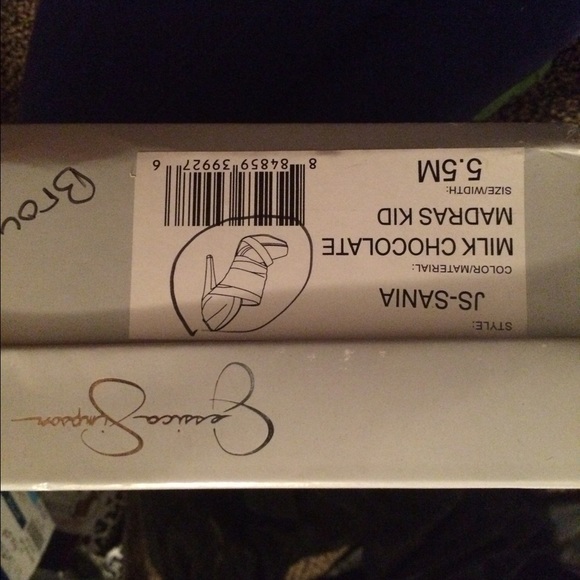 Jessica
Simpson
STYLE:
JS-SANIA
COLOR/MATERIAL:
MILK CHOCOLATE
MADRAS KID
SIZE/WIDTH:
5.5M
8 84859 39927 6
Brow